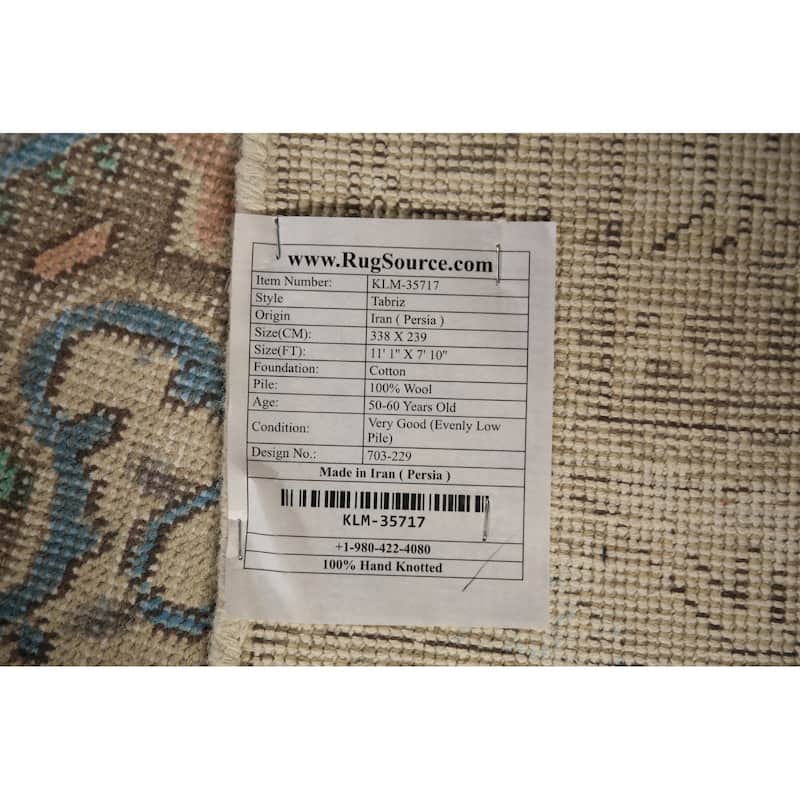 www.RugSource.com
Item Number: KLM-35717
Style Tabriz
Origin Iran ( Persia )
Size(CM): 338 X 239
Size(FT): 11' 1" X 7' 10"
Foundation: Cotton
Pile: 100% Wool
Age: 50-60 Years Old
Condition: Very Good (Evenly Low
Pile)
Design No.: 703-229
Made in Iran ( Persia )
KLM-35717
+1-980-422-4080
100% Hand Knotted